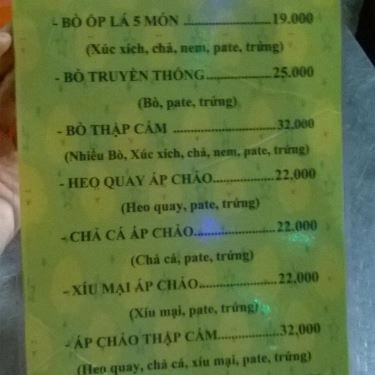 - BÒ ỐP LÁ 5 MÓN ........................19.000
(Xúc xích, chả, nem, pate, trứng)
- BÒ TRUYỀN THỐNG...................25.000
(Bò, pate, trứng)
- BÒ THẬP CẨM ............................32,000
(Nhiều Bò, Xúc xích, chả, nem, pate, trứng)
- HEO QUAY ÁP CHẢO.................22,000
(Heo quay, pate, trứng)
- CHẢ CÁ ÁP CHẢO.......................22.000
(Chả cá, pate, trứng)
- XÍU MẠI ÁP CHẢO......................22,000
(Xíu mại, pate, trứng)
- ÁP CHẢO THẬP CẨM..................32,000
(Heo quay, chả cá, xíu mại, pate, trứng)